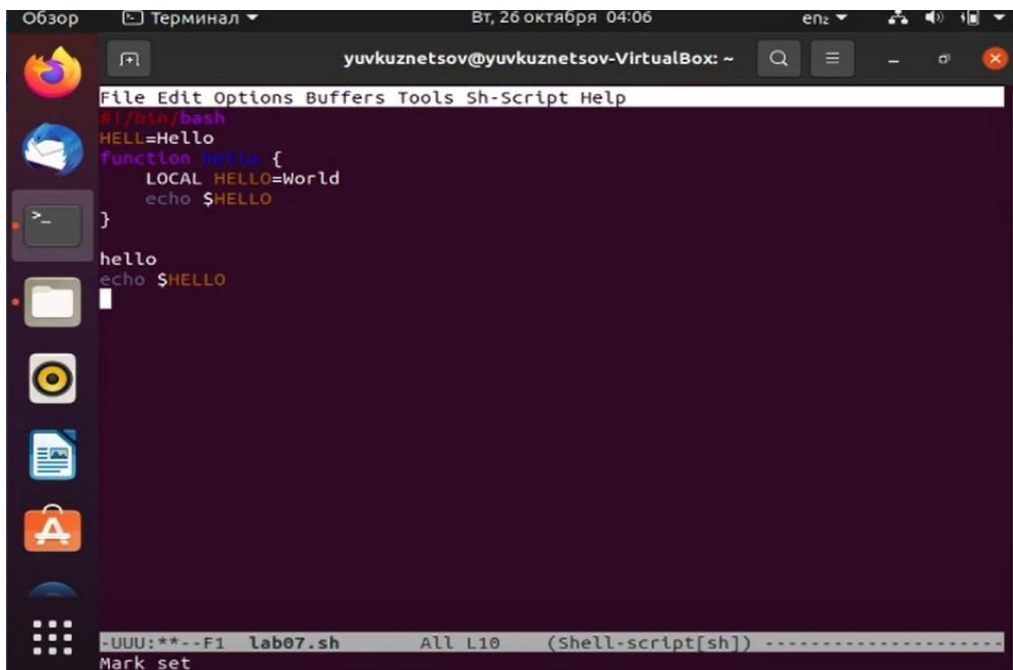 Обзор Терминал Вт, 26 октября 04:06 en₂
yuvkuznetsov@yuvkuznetsov-VirtualBox: ~
File Edit Options Buffers Tools Sh-Script Help
#!/bin/bash
HELL=Hello
function hello {
LOCAL HELLO=World
echo $HELLO
}
hello
echo $HELLO
-UUU:**--F1 lab07.sh All L10 (Shell-script[sh]) ----------------------
Mark set